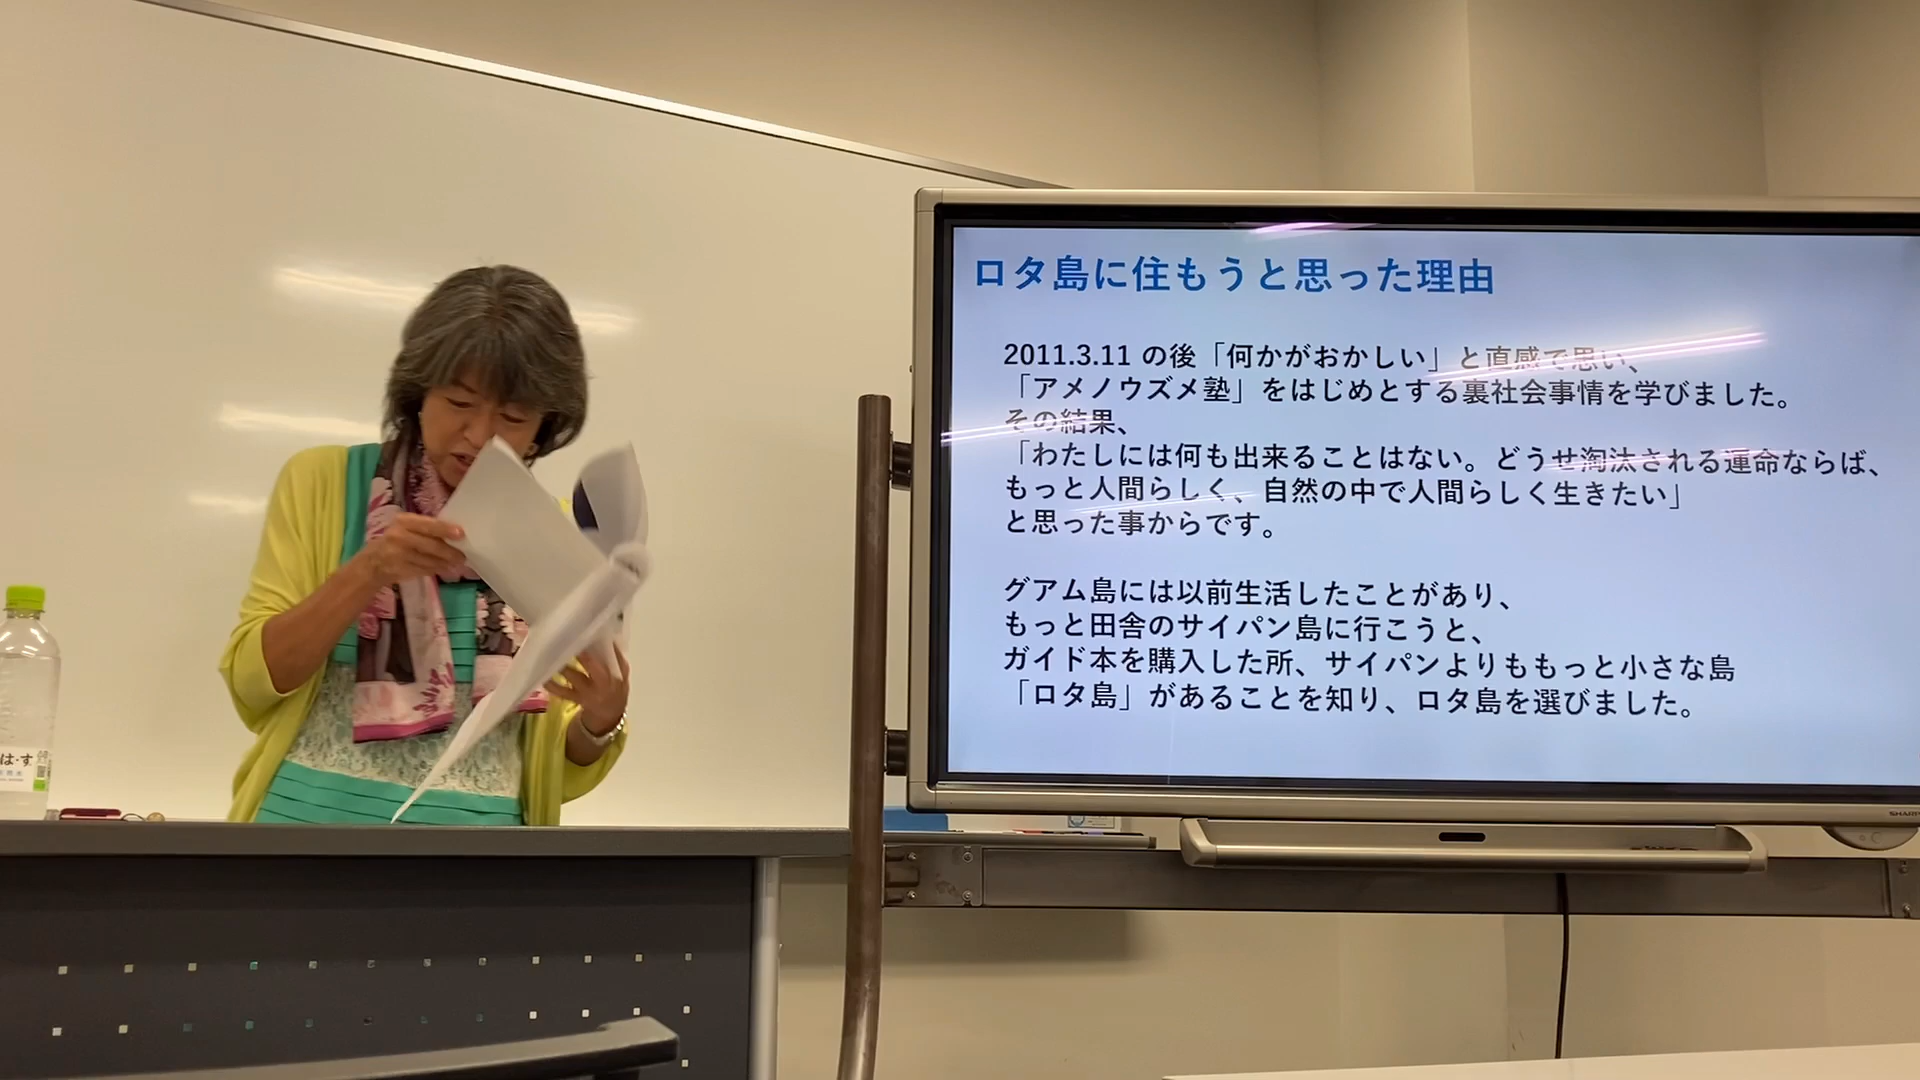 ロタ島に住もうと思った理由
2011.3.11 の後「何かがおかしい」と直感で思い、
「アメノウズメ塾」をはじめとする裏社会事情を学びました。
その結果、
「わたしには何も出来ることはない。どうせ淘汰される運命ならば、
もっと人間らしく、自然の中で人間らしく生きたい」
と思った事からです。
グアム島には以前生活したことがあり、
もっと田舎のサイパン島に行こうと、
ガイド本を購入した所、サイパンよりももっと小さな島
「ロタ島」があることを知り、ロタ島を選びました。
は・す
SHARP